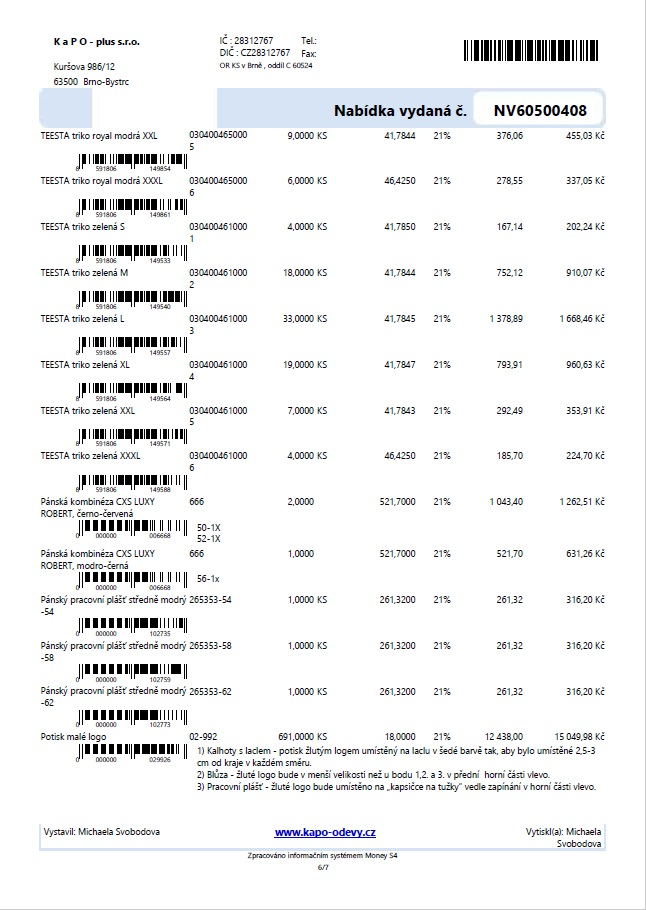 K a P O - plus s.r.o.
IČ : 28312767 Tel.:
DIČ : CZ28312767 Fax:
OR KS v Brně , oddíl C 60524
Kuršova 986/12
63500 Brno-Bystrc
Nabídka vydaná č. NV60500408
TEESTA triko royal modrá XXL 030400465000 9,0000 KS 41,7844 21% 376,06 455,03 Kč
5
8 591806 149854
TEESTA triko royal modrá XXXL 030400465000 6,0000 KS 46,4250 21% 278,55 337,05 Kč
6
8 591806 149861
TEESTA triko zelená S 030400461000 4,0000 KS 41,7850 21% 167,14 202,24 Kč
1
8 591806 149533
TEESTA triko zelená M 030400461000 18,0000 KS 41,7844 21% 752,12 910,07 Kč
2
8 591806 149540
TEESTA triko zelená L 030400461000 33,0000 KS 41,7845 21% 1 378,89 1 668,46 Kč
3
8 591806 149557
TEESTA triko zelená XL 030400461000 19,0000 KS 41,7847 21% 793,91 960,63 Kč
4
8 591806 149564
TEESTA triko zelená XXL 030400461000 7,0000 KS 41,7843 21% 292,49 353,91 Kč
5
8 591806 149571
TEESTA triko zelená XXXL 030400461000 4,0000 KS 46,4250 21% 185,70 224,70 Kč
6
8 591806 149588
Pánská kombinéza CXS LUXY 666 2,0000 521,7000 21% 1 043,40 1 262,51 Kč
ROBERT, černo-červená
50-1X
52-1X
0 000000 006668
Pánská kombinéza CXS LUXY 666 1,0000 521,7000 21% 521,70 631,26 Kč
ROBERT, modro-černá
56-1x
0 000000 006668
Pánský pracovní plášť středně modrý 265353-54 1,0000 KS 261,3200 21% 261,32 316,20 Kč
-54
0 000000 102735
Pánský pracovní plášť středně modrý 265353-58 1,0000 KS 261,3200 21% 261,32 316,20 Kč
-58
0 000000 102759
Pánský pracovní plášť středně modrý 265353-62 1,0000 KS 261,3200 21% 261,32 316,20 Kč
-62
0 000000 102773
Potisk malé logo 02-992 691,0000 KS 18,0000 21% 12 438,00 15 049,98 Kč
1) Kalhoty s laclem - potisk žlutým logem umístěný na laclu v šedé barvě tak, aby bylo umístěné 2,5-3
0 000000 029926
cm od kraje v každém směru.
2) Blůza - žluté logo bude v menší velikosti než u bodu 1,2. a 3. v přední horní části vlevo.
3) Pracovní plášť - žluté logo bude umístěno na „kapsičce na tužky" vedle zapínání v horní části vlevo.
Vystavil: Michaela Svobodova www.kapo-odevy.cz Vytiskl(a): Michaela
Svobodova
Zpracováno informačním systémem Money S4
6/7